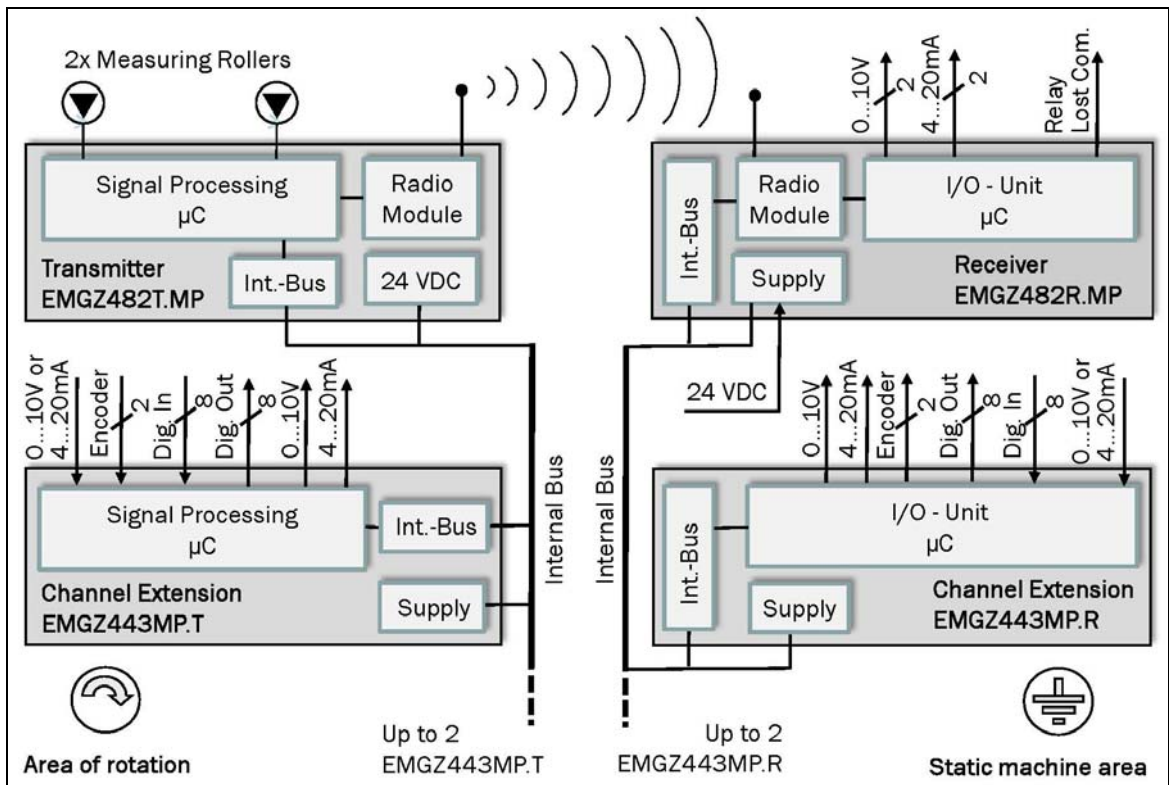 2x Measuring Rollers
Signal Processing
µC
Radio
Module
Transmitter
EMGZ482T.MP
Int.-Bus
24 VDC
0...10V
2
4...20mA
2
Relay
Lost Com.
Int.-Bus
Radio
Module
I/O - Unit
µC
Supply
Receiver
EMGZ482R.MP
24 VDC
0...10V or
4...20mA
Encoder
2
Dig. In
8
Dig. Out
8
0...10V
4...20mA
Signal Processing
µC
Int.-Bus
Channel Extension
EMGZ443MP.T
Supply
Internal Bus
Internal Bus
0...10V
4...20mA
Encoder
2
Dig. Out
8
Dig. In
8
0...10V or
4...20mA
Int.-Bus
I/O - Unit
µC
Supply
Channel Extension
EMGZ443MP.R
Area of rotation
Up to 2
EMGZ443MP.T
Up to 2
EMGZ443MP.R
Static machine area